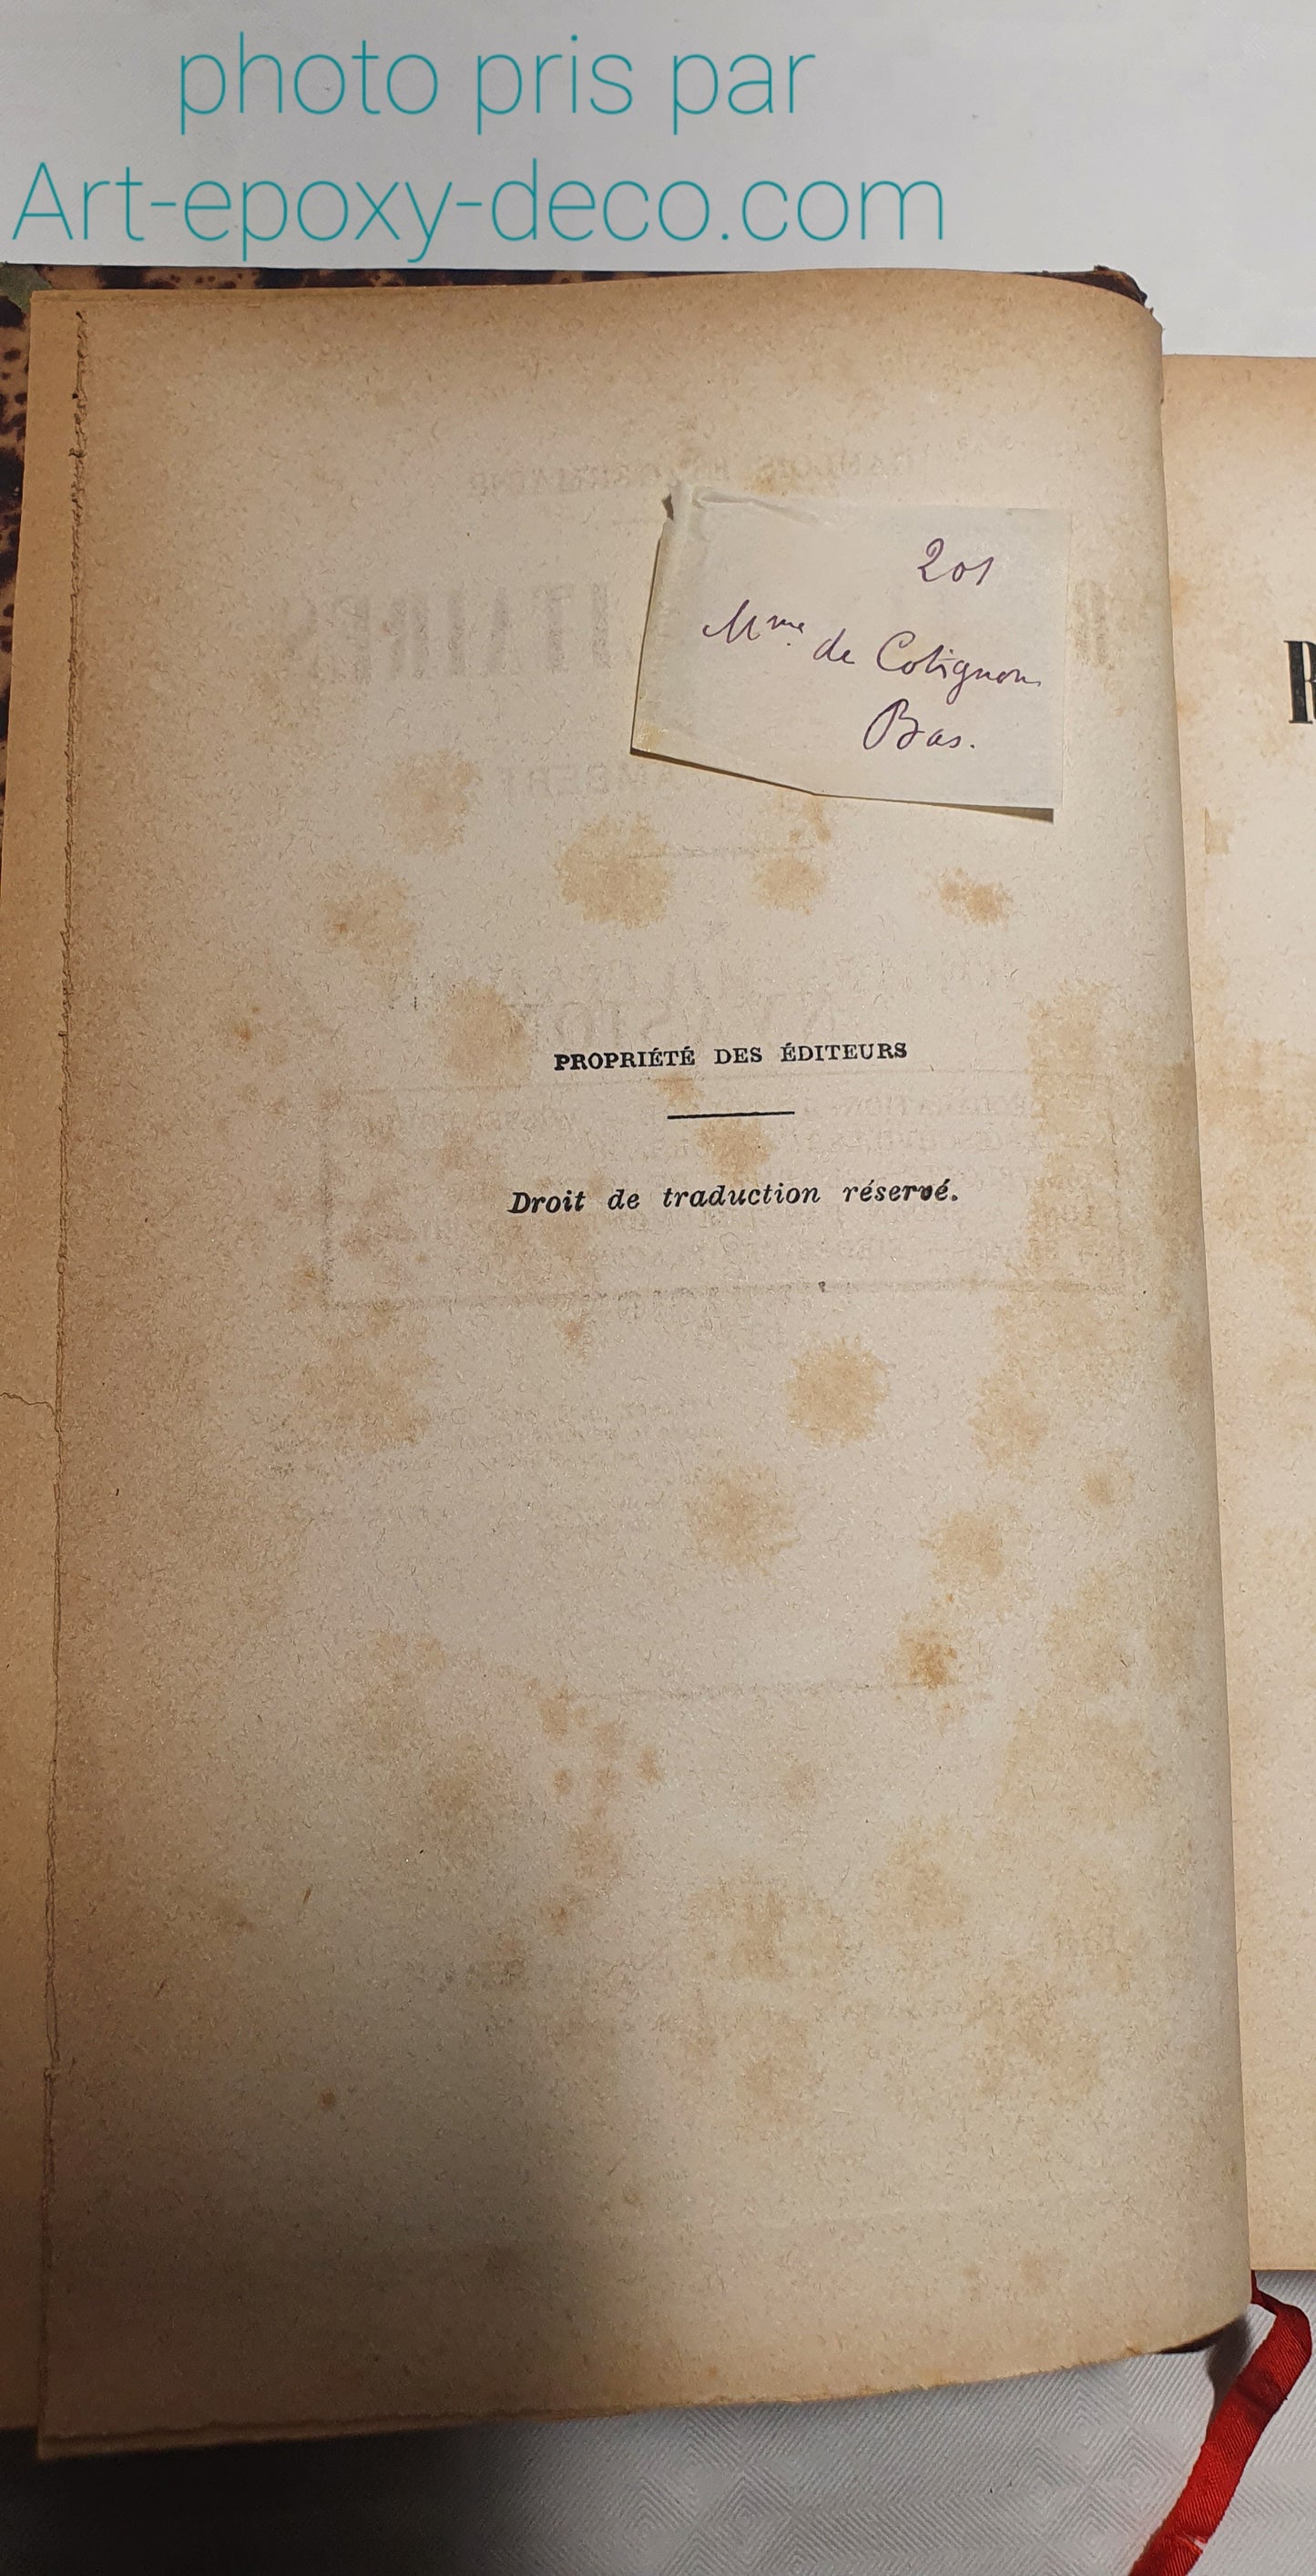 photo pris par
Art-epoxy-deco.com
201
Mme de Cotignon
Bas.
PROPRIÉTÉ DES ÉDITEURS
Droit de traduction réservé.
R